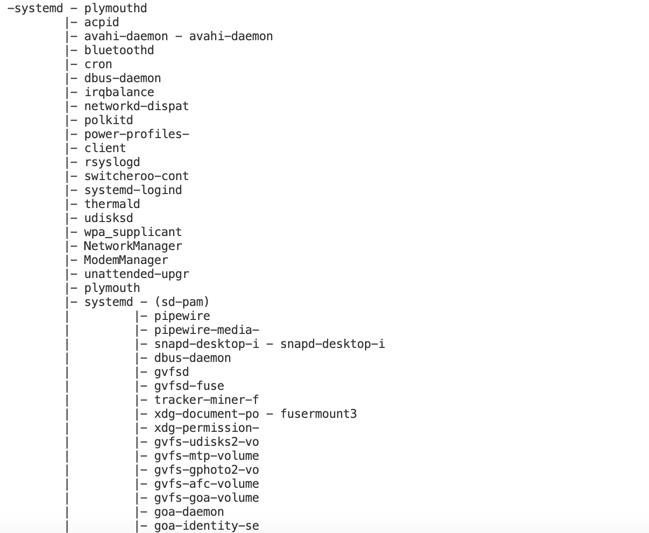 -systemd - plymouthd
        |- acpid
        |- avahi-daemon - avahi-daemon
        |- bluetoothd
        |- cron
        |- dbus-daemon
        |- irqbalance
        |- networkd-dispat
        |- polkitd
        |- power-profiles-
        |- client
        |- rsyslogd
        |- switcheroo-cont
        |- systemd-logind
        |- thermald
        |- udisksd
        |- wpa_supplicant
        |- NetworkManager
        |- ModemManager
        |- unattended-upgr
        |- plymouth
        |- systemd - (sd-pam)
        |         |- pipewire
        |         |- pipewire-media-
        |         |- snapd-desktop-i - snapd-desktop-i
        |         |- dbus-daemon
        |         |- gvfsd
        |         |- gvfsd-fuse
        |         |- tracker-miner-f
        |         |- xdg-document-po - fusermount3
        |         |- xdg-permission-
        |         |- gvfs-udisks2-vo
        |         |- gvfs-mtp-volume
        |         |- gvfs-gphoto2-vo
        |         |- gvfs-afc-volume
        |         |- gvfs-goa-volume
        |         |- goa-daemon
        |         |- goa-identity-se